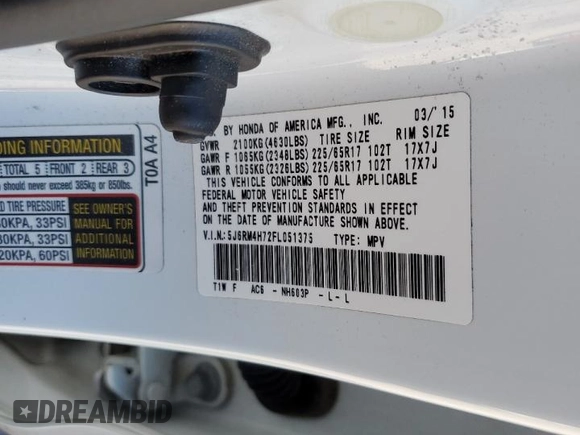 DING INFORMATION
TOTAL 5 FRONT 2 REAR 3
should never exceed 385kg or 850lbs.
TIRE PRESSURE
0KPA, 33PSI
30KPA, 33PSI
20KPA, 60PSI
SEE OWNER'S
MANUAL FOR
ADDITIONAL
INFORMATION
T0A A4
BY HONDA OF AMERICA MFG., INC. 03/'15
GVWR 2100KG(4630LBS) TIRE SIZE RIM SIZE
GAWR F 1065KG(2348LBS) 225/65R17 102T 17X7J
GAWR R 1055KG(2326LBS) 225/65R17 102T 17X7J
THIS VEHICLE CONFORMS TO ALL APPLICABLE
FEDERAL MOTOR VEHICLE SAFETY AND THEFT
PREVENTION STANDARDS IN EFFECT ON
THE DATE OF MANUFACTURE SHOWN ABOVE.
V.I.N.: 5J6RM4H72FL051375 TYPE: MPV
T1W F AC6 - NH603P - L - L
DREAMBID